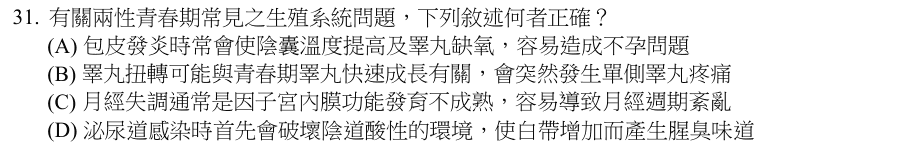 31. 有關兩性青春期常見之生殖系統問題，下列敘述何者正確？
(A) 包皮發炎時常會使陰囊溫度提高及睪丸缺氧，容易造成不孕問題
(B) 睪丸扭轉可能與青春期睪丸快速成長有關，會突然發生單側睪丸疼痛
(C) 月經失調通常是因子宮內膜功能發育不成熟，容易導致月經週期紊亂
(D) 泌尿道感染時首先會破壞陰道酸性的環境，使白帶增加而產生腥臭味道